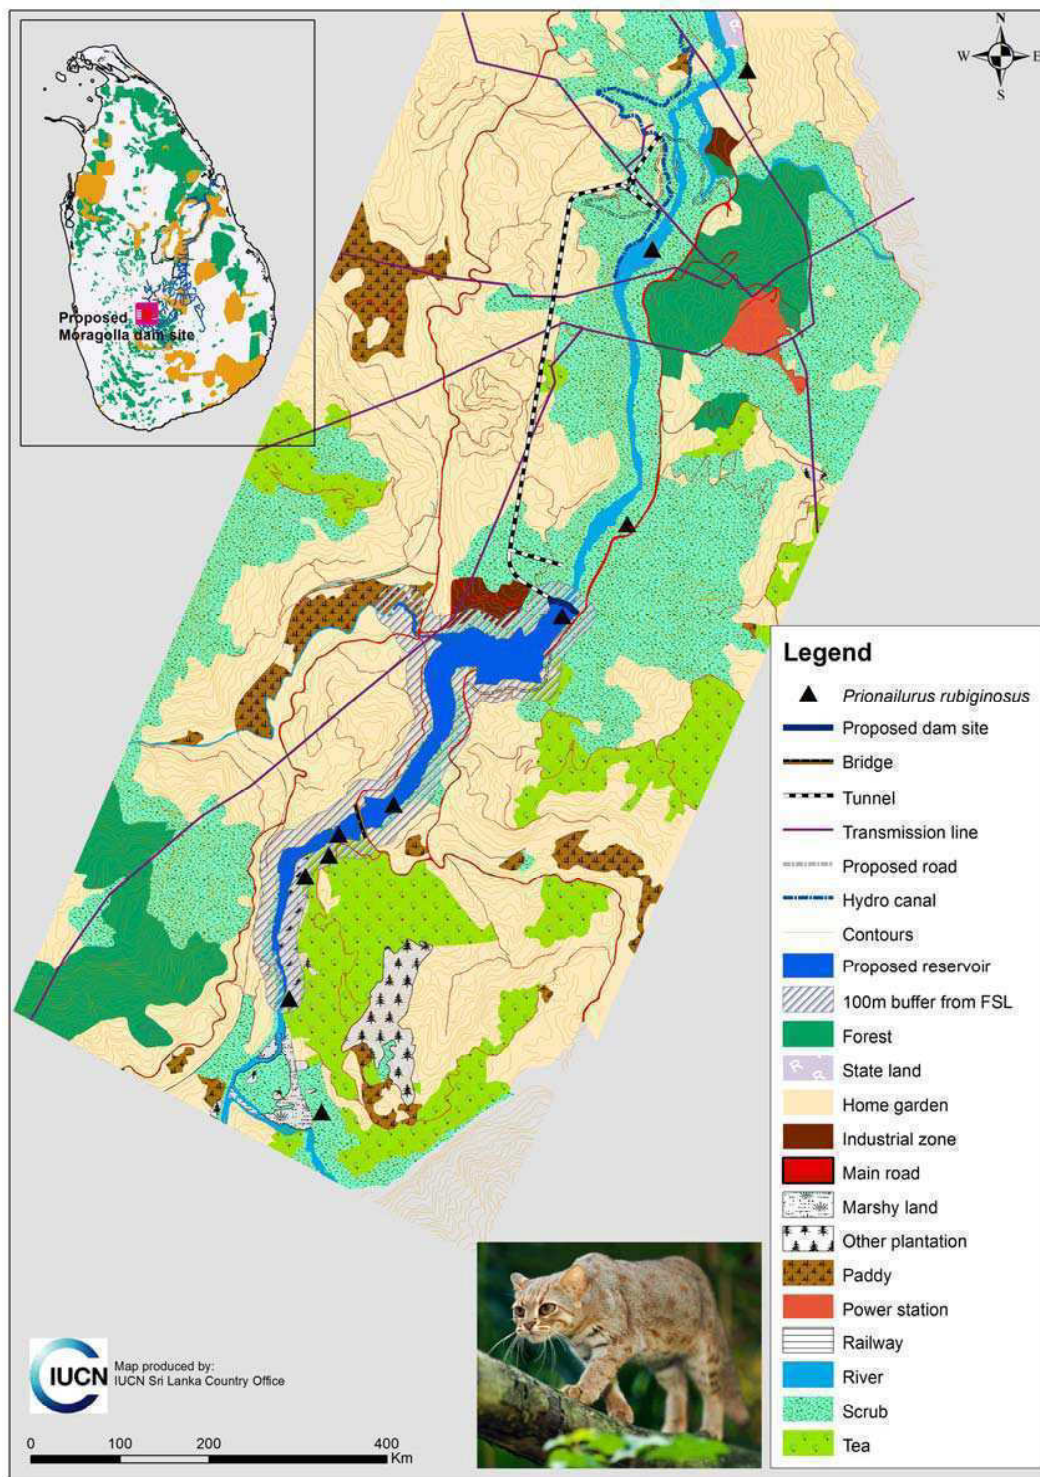 N
W E
S
Proposed
Moragolla dam site
R
R
Legend
Prionailurus rubiginosus
Proposed dam site
Bridge
Tunnel
Transmission line
Proposed road
Hydro canal
Contours
Proposed reservoir
100m buffer from FSL
Forest
R
R
State land
Home garden
Industrial zone
Main road
Marshy land
Other plantation
Paddy
Power station
Railway
River
Scrub
Tea
IUCN
Map produced by:
IUCN Sri Lanka Country Office
0 100 200 400
Km